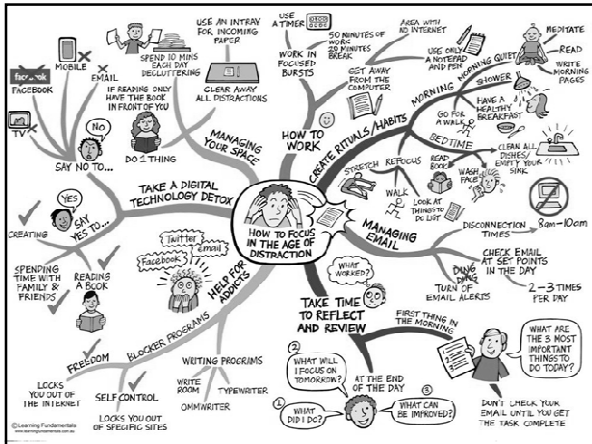 HOW TO FOCUS
IN THE AGE OF
DISTRACTION
MANAGING
YOUR SPACE
USE AN INTRAY
FOR INCOMING
PAPER
CLEAR AWAY
ALL DISTRACTIONS
SPEND 10 MINS
EACH DAY
DECLUTTERING
IF READING ONLY
HAVE THE BOOK
IN FRONT OF YOU
DO 1 THING
HOW TO
WORK
USE
A TIMER
WORK IN
FOCUSED
BURSTS
50 MINUTES OF
WORK
20 MINUTES
BREAK
GET AWAY
FROM THE
COMPUTER
AREA WITH
NO INTERNET
USE ONLY
A NOTEPAD
AND PEN
CREATE RITUALS/HABITS
MORNING
MORNING QUIET
MEDITATE
READ
WRITE
MORNING
PAGES
SHOWER
HAVE A
HEALTHY
BREAKFAST
GO FOR
A WALK
BEDTIME
CLEAN ALL
DISHES/
EMPTY YOUR
SINK
READ
BOOK
WASH
FACE
REFOCUS
STRETCH
WALK
LOOK AT
THINGS TO
DO LIST
MANAGING
EMAIL
DISCONNECTION
TIMES
8am-10am
CHECK EMAIL
AT SET POINTS
IN THE DAY
2-3 TIMES
PER DAY
DING
DING
TURN OF
EMAIL ALERTS
TAKE TIME
TO REFLECT
AND REVIEW
WHAT
WORKED?
FIRST THING
IN THE MORNING
WHAT ARE
THE 3 MOST
IMPORTANT
THINGS TO
DO TODAY?
DON'T CHECK
YOUR
EMAIL UNTIL YOU GET
THE TASK COMPLETE
AT THE END
OF THE DAY
1
WHAT
DID I DO?
2
WHAT WILL
I FOCUS ON
TOMORROW?
3
WHAT CAN
BE IMPROVED?
HELP FOR
ADDICTS
Twitter
email
Facebook
WRITING PROGRAMS
WRITE
ROOM
OMMWRITER
TYPEWRITER
BLOCKER PROGRAMS
FREEDOM
LOCKS YOU
OUT OF
THE INTERNET
SELF CONTROL
LOCKS YOU OUT
OF SPECIFIC SITES
TAKE A DIGITAL
TECHNOLOGY DETOX
No
SAY NO TO...
TV
FACEBOOK
MOBILE
EMAIL
Yes
SAY
YES TO...
CREATING
SPENDING
TIME WITH
FAMILY &
FRIENDS
READING
A BOOK
©Learning Fundamentals
www.learningfundamentals.com.au